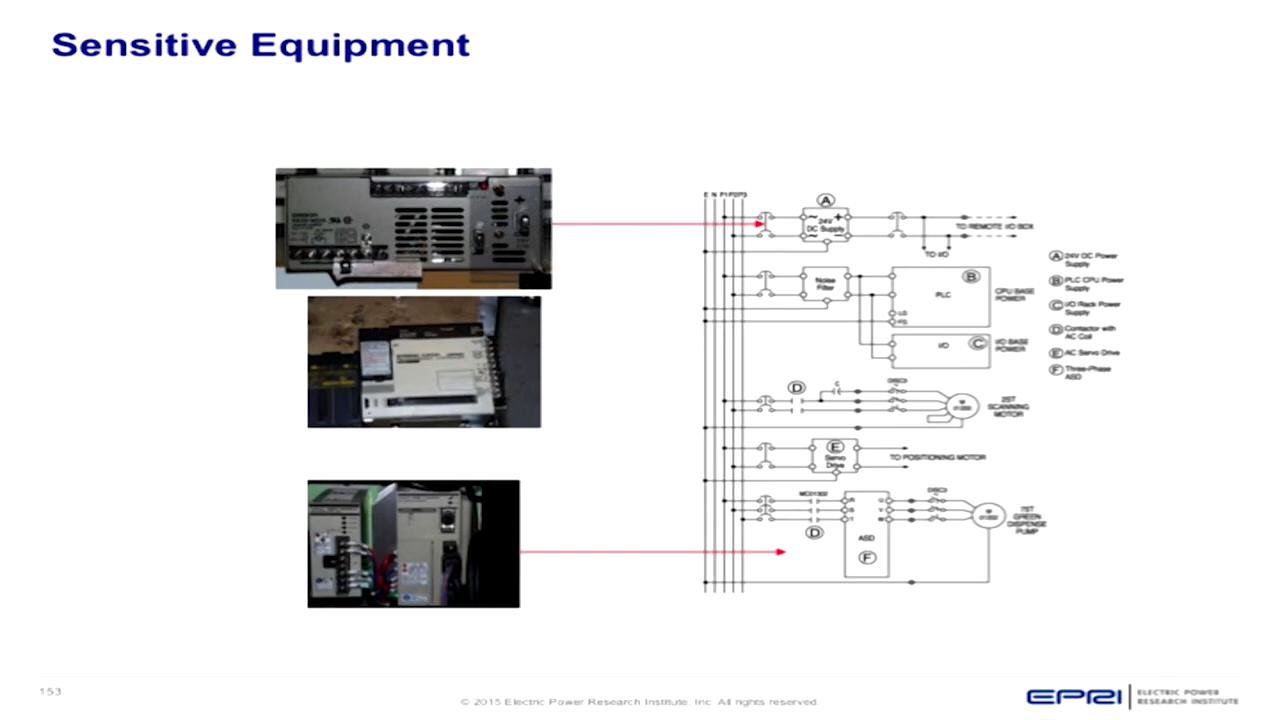 Sensitive Equipment
E N P1P2P3
A
24V
DC Supply
TO REMOTE I/O BOX
TO I/O
Noise
Filter
B
PLC
CPU BASE
POWER
LG
FG
I/O
C
I/O BASE
POWER
A 24V DC Power
Supply
B PLC CPU Power
Supply
C I/O Rack Power
Supply
D Contactor with
AC Coil
E AC Servo Drive
F Three-Phase
ASD
D
C
M
SCANNING
MOTOR
E
Servo
Drive
TO POSITIONING MOTOR
R
S
T
U
V
W
D
ASD
F
M
1ST
GREEN
DISPENSE
PUMP
153
© 2015 Electric Power Research Institute, Inc. All rights reserved.
EPRI
ELECTRIC POWER
RESEARCH INSTITUTE